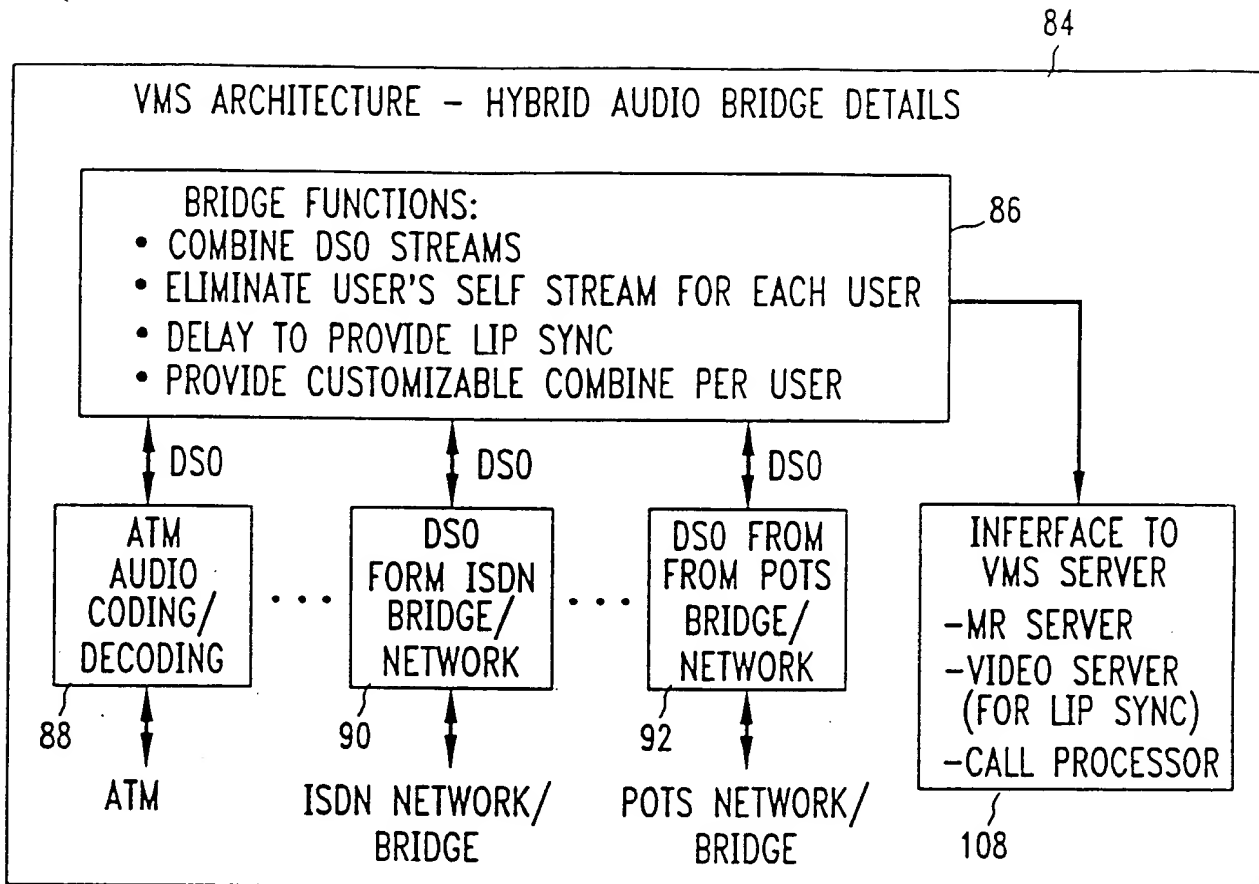 84
VMS ARCHITECTURE - HYBRID AUDIO BRIDGE DETAILS
BRIDGE FUNCTIONS:
• COMBINE DSO STREAMS
• ELIMINATE USER'S SELF STREAM FOR EACH USER
• DELAY TO PROVIDE LIP SYNC
• PROVIDE CUSTOMIZABLE COMBINE PER USER
86
DSO
DSO
DSO
ATM
AUDIO
CODING/
DECODING
88
...
DSO
FORM ISDN
BRIDGE/
NETWORK
90
...
DSO FROM
FROM POTS
BRIDGE/
NETWORK
92
INFERFACE TO
VMS SERVER
-MR SERVER
-VIDEO SERVER
(FOR LIP SYNC)
-CALL PROCESSOR
108
ATM
ISDN NETWORK/
BRIDGE
POTS NETWORK/
BRIDGE